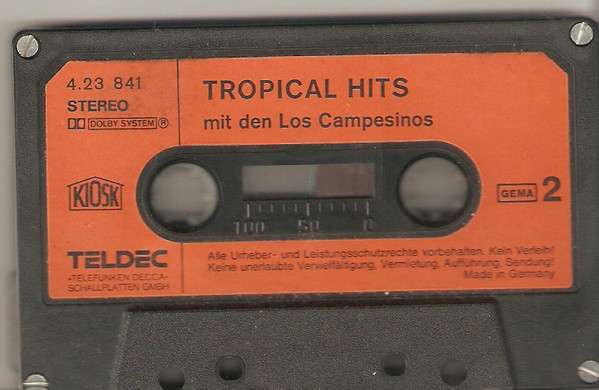 4.23 841
STEREO
DOLBY SYSTEM ®
TROPICAL HITS
mit den Los Campesinos
KIOSK
100 50 0
GEMA 2
TELDEC
»TELEFUNKEN DECCA«
SCHALLPLATTEN GMBH
Alle Urheber- und Leistungsschutzrechte vorbehalten. Kein Verleih!
Keine unerlaubte Vervielfältigung, Vermietung, Aufführung, Sendung!
Made in Germany